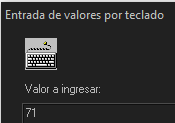 Entrada de valores por teclado
Valor a ingresar:
71